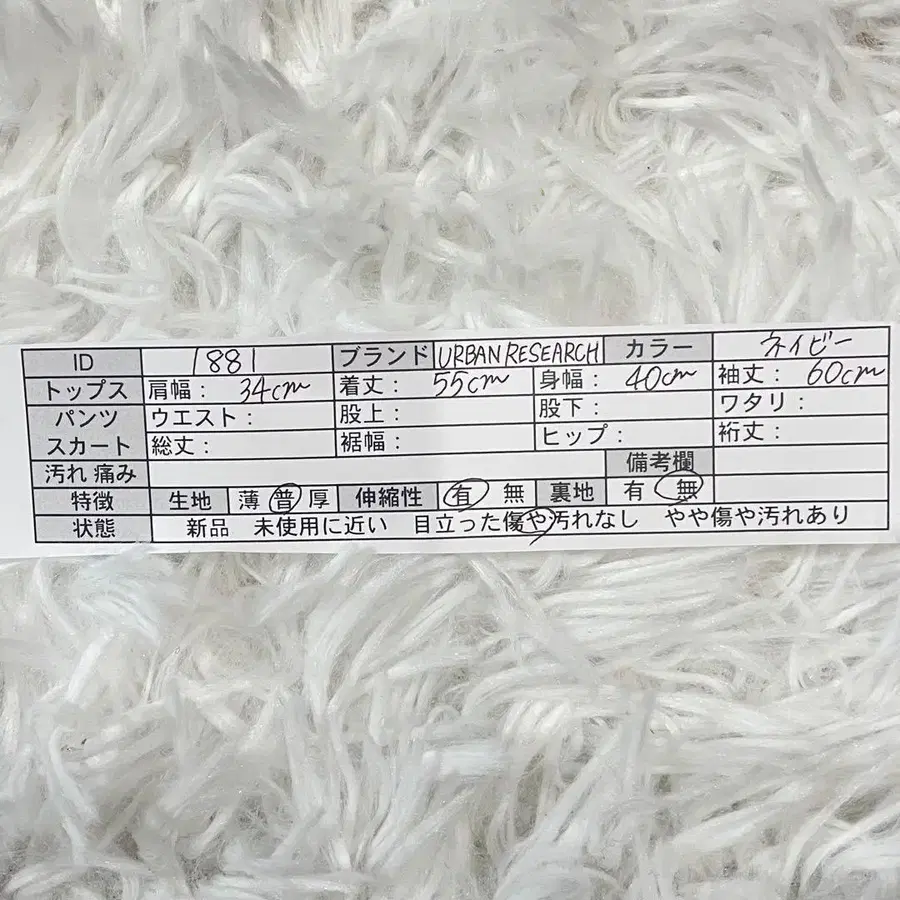 ID 1881 ブランド URBAN RESEARCH カラー ネイビー
トップス 肩幅： 34cm 着丈： 55cm 身幅： 40cm 袖丈： 60cm
パンツ ウエスト： 股上： 股下： ワタリ：
スカート 総丈： 裾幅： ヒップ： 裄丈：
汚れ 痛み 備考欄
特徴 生地 薄 普 厚 伸縮性 有 無 裏地 有 無
状態 新品 未使用に近い 目立った傷や汚れなし やや傷や汚れあり